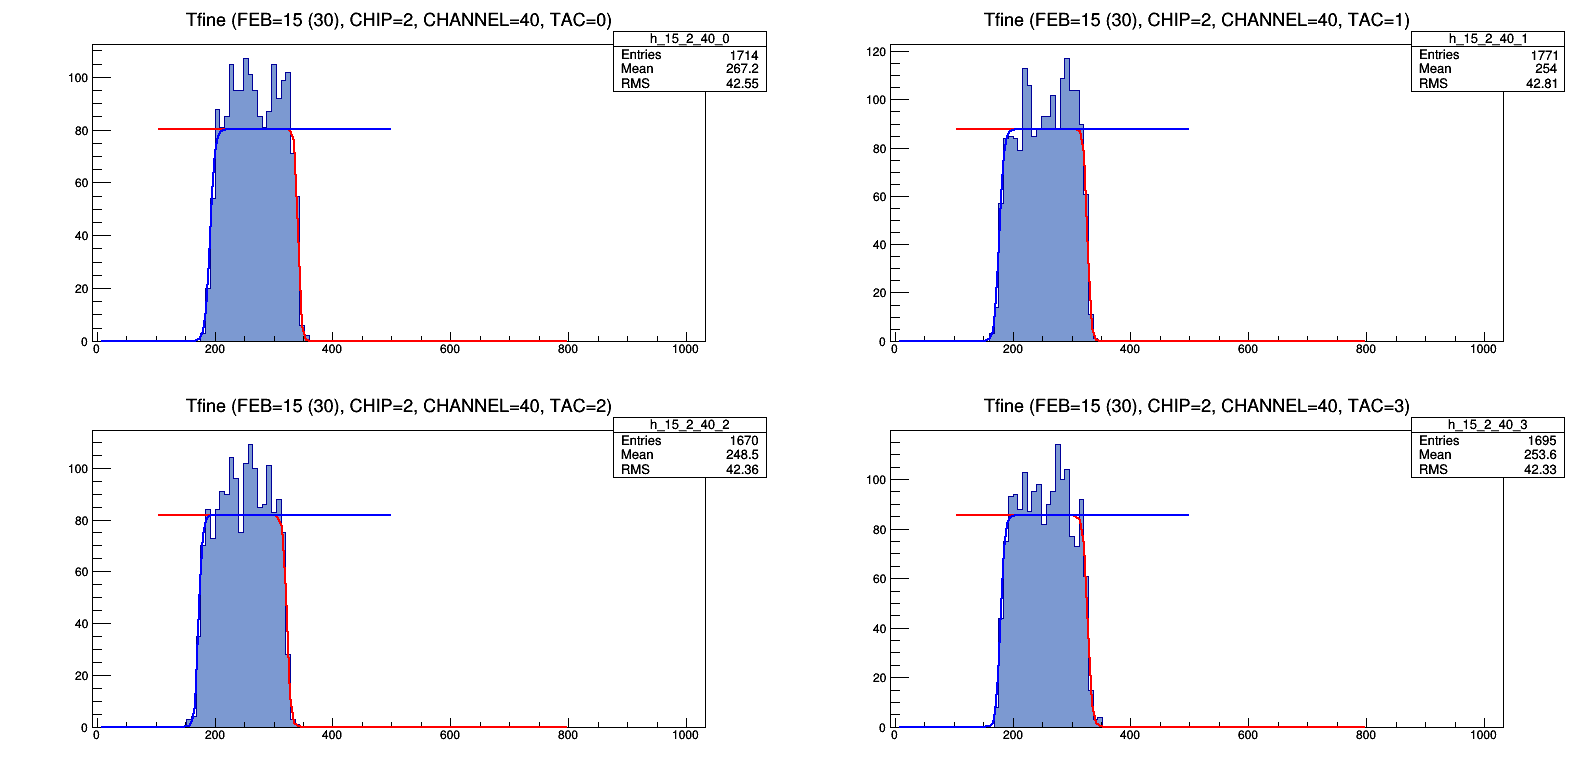 Tfine (FEB=15 (30), CHIP=2, CHANNEL=40, TAC=0)
h_15_2_40_0
Entries 1714
Mean 267.2
RMS 42.55
100
80
60
40
20
0
0 200 400 600 800 1000
Tfine (FEB=15 (30), CHIP=2, CHANNEL=40, TAC=1)
h_15_2_40_1
Entries 1771
Mean 254
RMS 42.81
120
100
80
60
40
20
0
0 200 400 600 800 1000
Tfine (FEB=15 (30), CHIP=2, CHANNEL=40, TAC=2)
h_15_2_40_2
Entries 1670
Mean 248.5
RMS 42.36
100
80
60
40
20
0
0 200 400 600 800 1000
Tfine (FEB=15 (30), CHIP=2, CHANNEL=40, TAC=3)
h_15_2_40_3
Entries 1695
Mean 253.6
RMS 42.33
100
80
60
40
20
0
0 200 400 600 800 1000